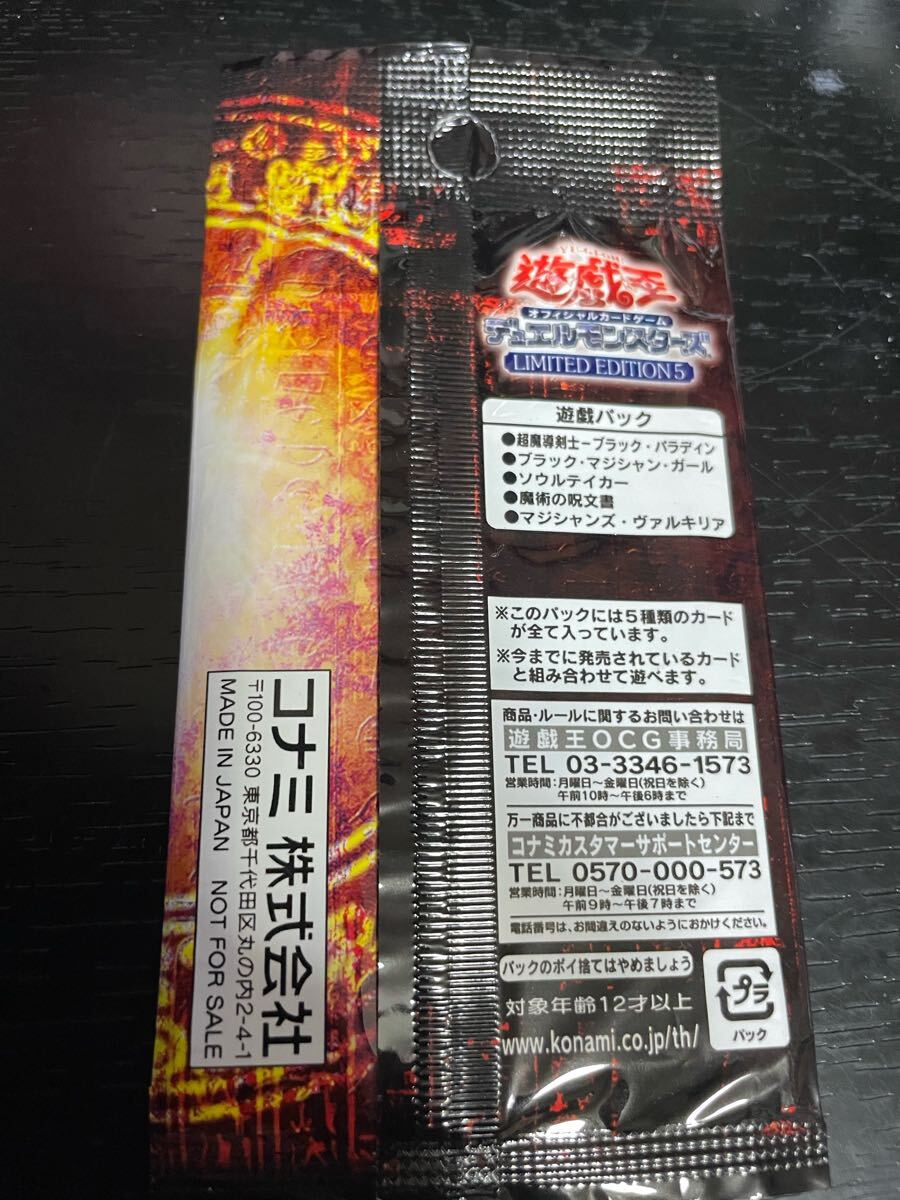 YU-GI-OH!
遊戯王
オフィシャルカードゲーム
デュエルモンスターズ
LIMITED EDITION 5
遊戯パック
●超魔導剣士−ブラック・パラディン
●ブラック・マジシャン・ガール
●ソウルテイカー
●魔術の呪文書
●マジシャンズ・ヴァルキリア
※このパックには5種類のカード
が全て入っています。
※今までに発売されているカード
と組み合わせて遊べます。
商品・ルールに関するお問い合わせは
遊戯王OCG事務局
TEL 03-3346-1573
営業時間：月曜日〜金曜日(祝日を除く)
午前10時〜午後6時まで
万一商品に不都合がございましたら下記まで
コナミカスタマーサポートセンター
TEL 0570-000-573
営業時間：月曜日〜金曜日(祝日を除く)
午前9時〜午後7時まで
電話番号は、お間違えのないようにおかけください。
パックのポイ捨てはやめましょう
対象年齢12才以上
www.konami.co.jp/th/
プラ
パック
コナミ株式会社
〒100-6330 東京都千代田区丸の内2-4-1
MADE IN JAPAN NOT FOR SALE